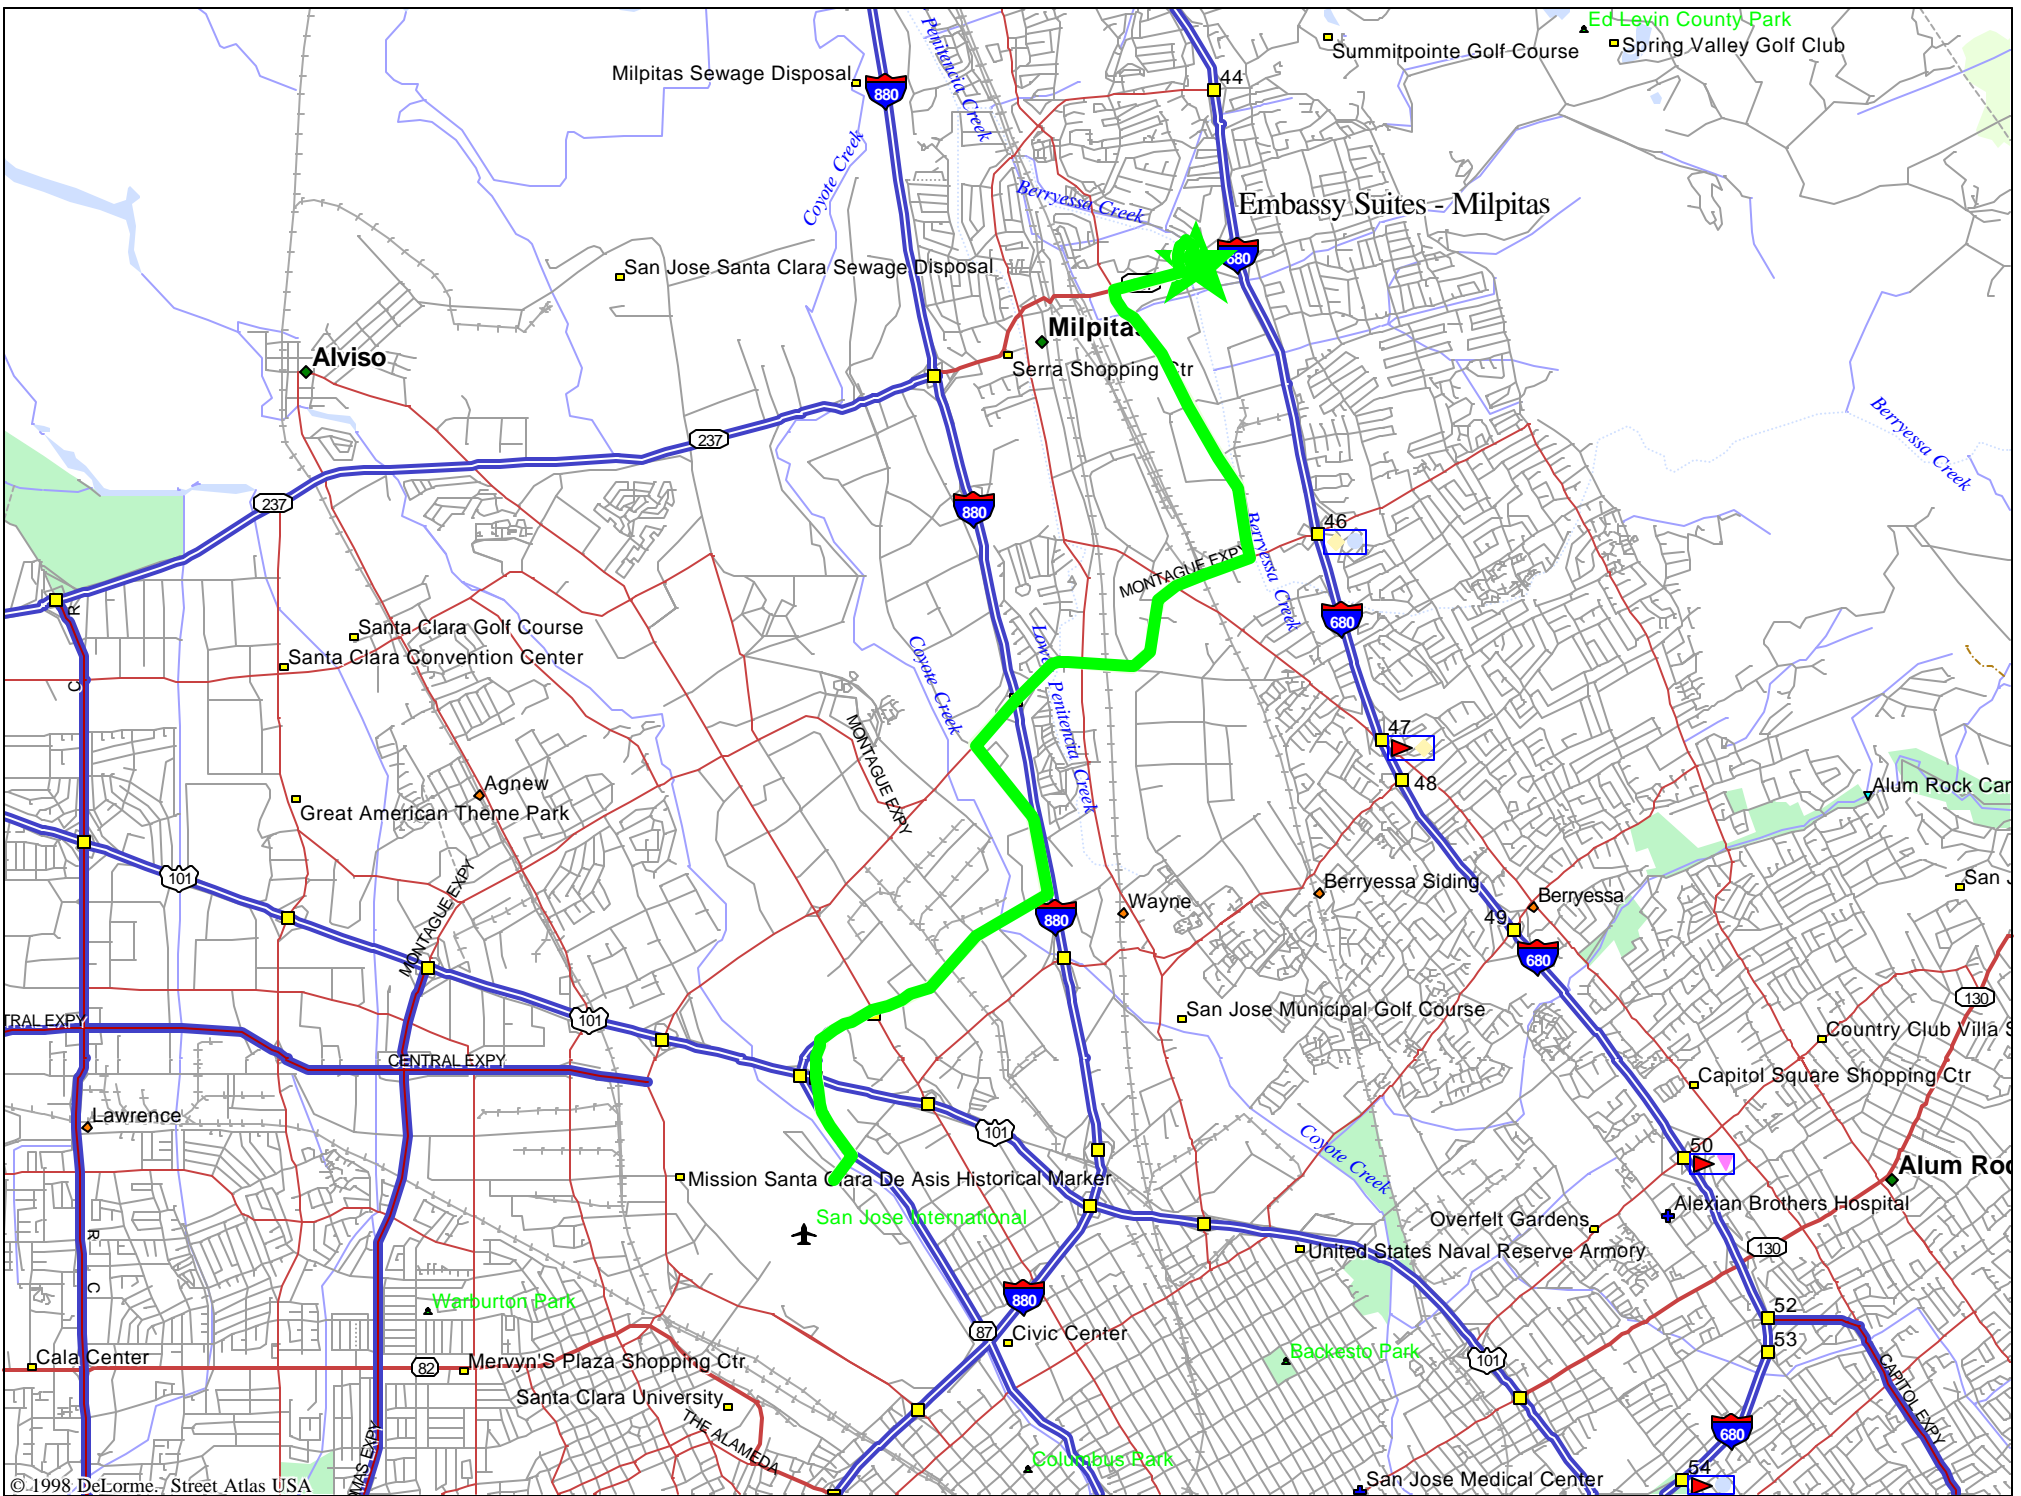 Ed Levin County Park
Summitpointe Golf Course
Spring Valley Golf Club
44
Milpitas Sewage Disposal
880
Penitencia Creek
Coyote Creek
Berryessa Creek
Embassy Suites - Milpitas
680
San Jose Santa Clara Sewage Disposal
Milpitas
Serra Shopping Ctr
Alviso
237
237
880
Berryessa Creek
46
MONTAGUE EXPY
Berryessa Creek
680
Santa Clara Golf Course
Santa Clara Convention Center
R
C
Coyote Creek
Lower Penitencia Creek
MONTAGUE EXPY
47
48
Agnew
Great American Theme Park
Alum Rock Car
101
MONTAGUE EXPY
880
Wayne
Berryessa Siding
Berryessa
49
680
San J
130
San Jose Municipal Golf Course
Country Club Villa S
TRAL EXPY
101
CENTRAL EXPY
Capitol Square Shopping Ctr
Lawrence
101
Coyote Creek
50
Alum Roc
Mission Santa Clara De Asis Historical Marker
San Jose International
Alexian Brothers Hospital
Overfelt Gardens
United States Naval Reserve Armory
130
R
C
880
Warburton Park
87
Civic Center
52
53
Cala Center
82
Mervyn'S Plaza Shopping Ctr
Backesto Park
101
CAPITOL EXPY
Santa Clara University
THE ALAMEDA
680
MAS EXPY
Columbus Park
San Jose Medical Center
54
© 1998 DeLorme. Street Atlas USA